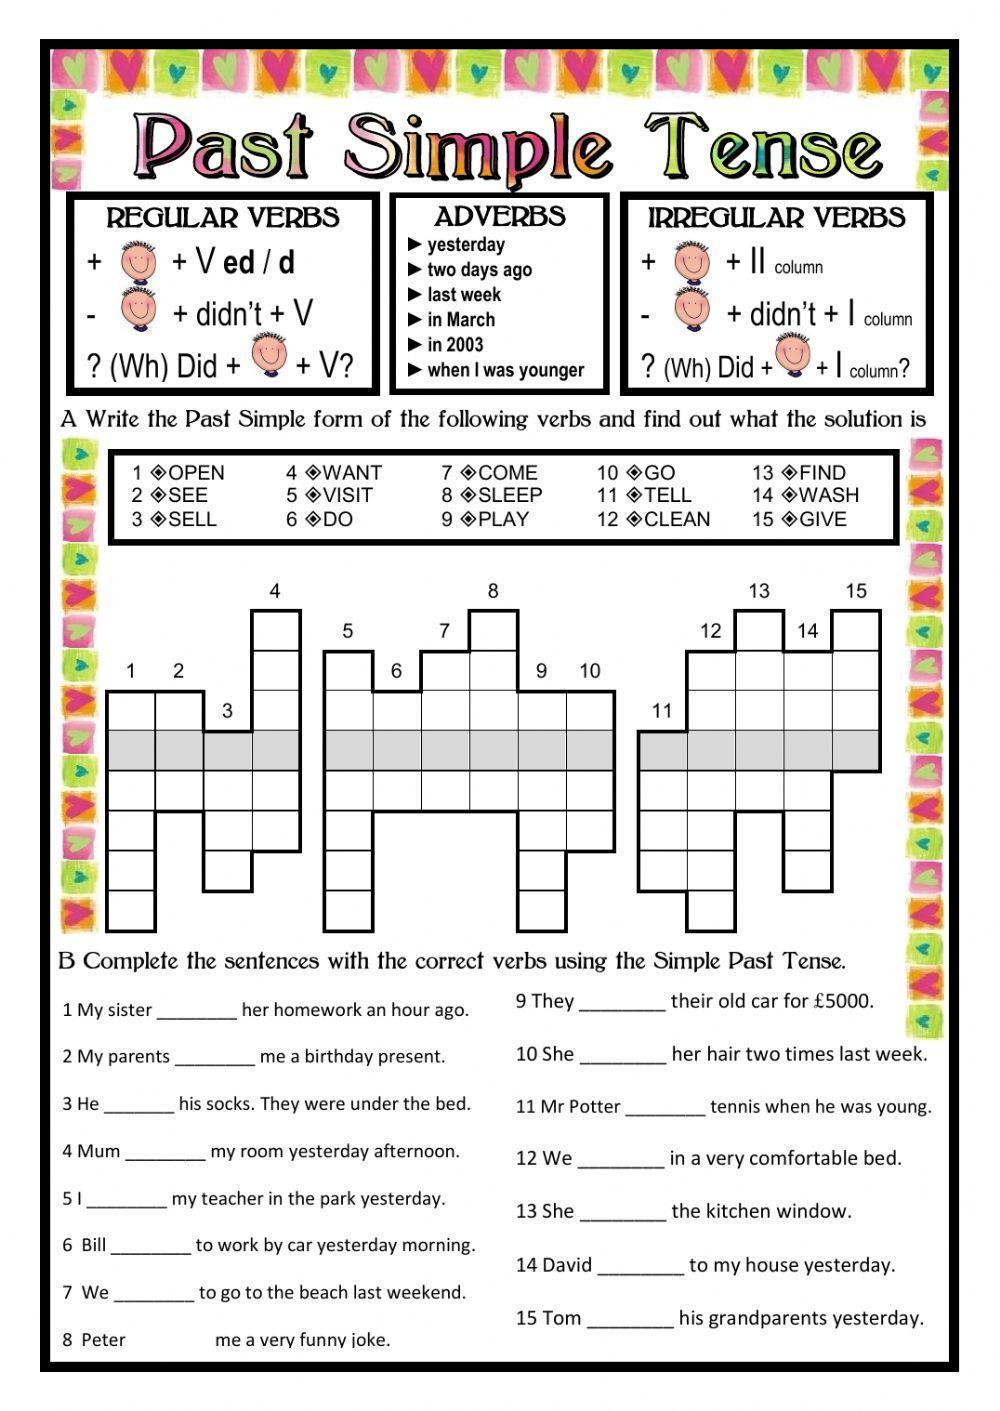 Past Simple Tense
REGULAR VERBS
+ + V ed / d
- + didn't + V
? (Wh) Did + + V?
ADVERBS
► yesterday
► two days ago
► last week
► in March
► in 2003
► when I was younger
IRREGULAR VERBS
+ + II column
- + didn't + I column
? (Wh) Did + + I column?
A Write the Past Simple form of the following verbs and find out what the solution is
1 ◈OPEN 4 ◈WANT 7 ◈COME 10 ◈GO 13 ◈FIND
2 ◈SEE 5 ◈VISIT 8 ◈SLEEP 11 ◈TELL 14 ◈WASH
3 ◈SELL 6 ◈DO 9 ◈PLAY 12 ◈CLEAN 15 ◈GIVE
4 8 13 15
5 7 12 14
1 2 6 9 10
3 11
B Complete the sentences with the correct verbs using the Simple Past Tense.
1 My sister ________ her homework an hour ago.
2 My parents ________ me a birthday present.
3 He _______ his socks. They were under the bed.
4 Mum ________ my room yesterday afternoon.
5 I ________ my teacher in the park yesterday.
6 Bill ________ to work by car yesterday morning.
7 We ________ to go to the beach last weekend.
8 Peter me a very funny joke.
9 They ________ their old car for £5000.
10 She ________ her hair two times last week.
11 Mr Potter ________ tennis when he was young.
12 We ________ in a very comfortable bed.
13 She ________ the kitchen window.
14 David ________ to my house yesterday.
15 Tom ________ his grandparents yesterday.